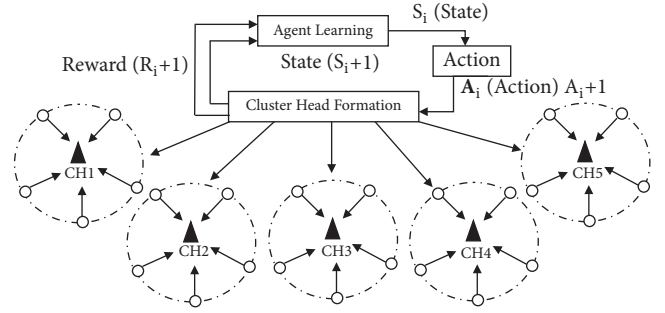 S_i (State)
Agent Learning
Reward (R_i+1)
State (S_i+1)
Action
A_i (Action) A_i+1
Cluster Head Formation
CH1
CH5
CH2
CH3
CH4